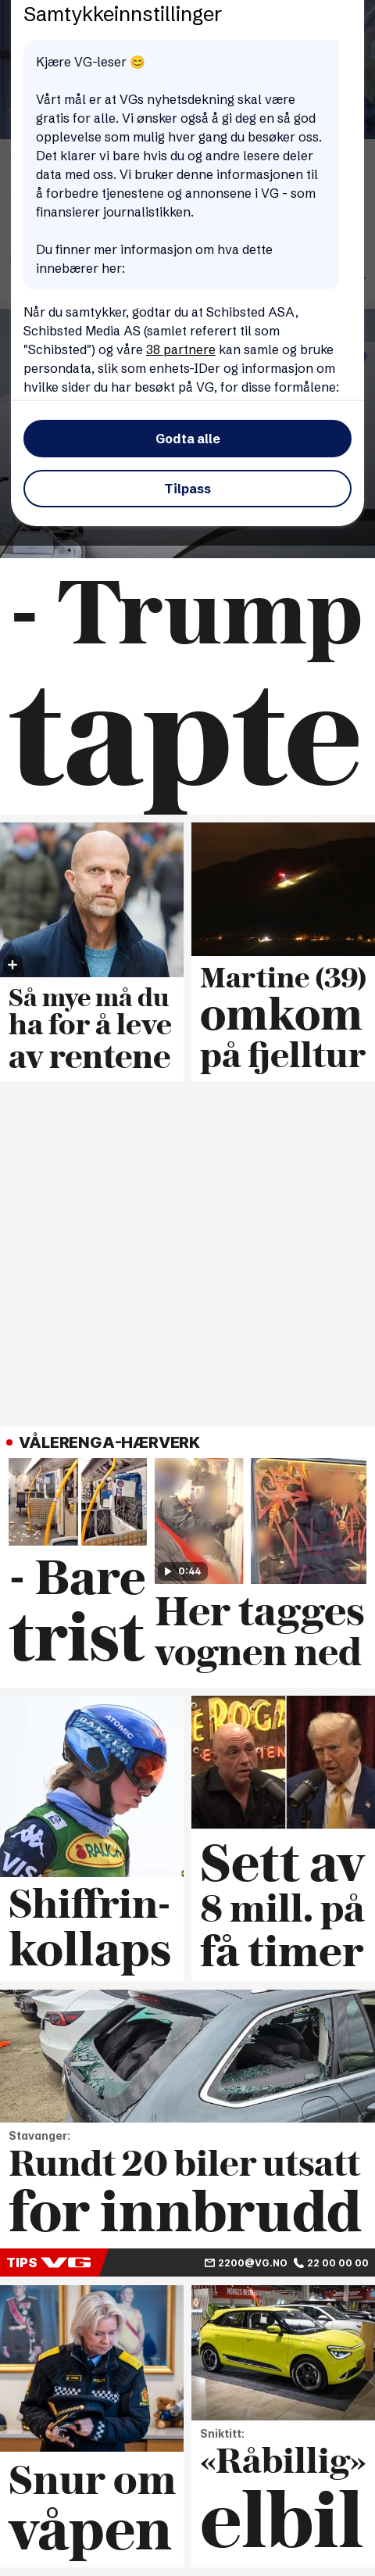 Samtykkeinnstillinger
Kjære VG-leser 😊
Vårt mål er at VGs nyhetsdekning skal være
gratis for alle. Vi ønsker også å gi deg en så god
opplevelse som mulig hver gang du besøker oss.
Det klarer vi bare hvis du og andre lesere deler
data med oss. Vi bruker denne informasjonen til
å forbedre tjenestene og annonsene i VG - som
finansierer journalistikken.
Du finner mer informasjon om hva dette
innebærer her:
Når du samtykker, godtar du at Schibsted ASA,
Schibsted Media AS (samlet referert til som
"Schibsted") og våre 38 partnere kan samle og bruke
persondata, slik som enhets-IDer og informasjon om
hvilke sider du har besøkt på VG, for disse formålene:
Godta alle
Tilpass
- Trump
tapte
Så mye må du
ha for å leve
av rentene
Martine (39)
omkom
på fjelltur
VÅLERENGA-HÆRVERK
- Bare
trist
0:44
Her tagges
vognen ned
ATOMIC
OAKLEY
RAUCH
VIS
Shiffrin-
kollaps
E ROGA
Sett av
8 mill. på
få timer
Stavanger:
Rundt 20 biler utsatt
for innbrudd
TIPS VG
2200@VG.NO 22 00 00 00
POLITI
Snur om
våpen
Sniktitt:
«Råbillig»
elbil